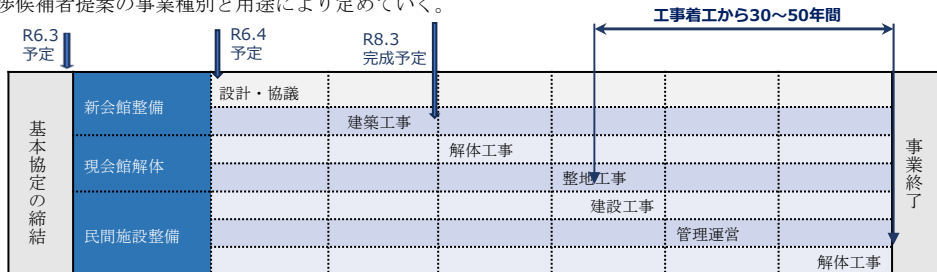 渉候補者提案の事業種別と用途により定めていく。
工事着工から30～50年間
R6.3
予定
R6.4
予定
R8.3
完成予定
基本協定の締結
新会館整備
設計・協議
建築工事
現会館解体
解体工事
整地工事
民間施設整備
建設工事
管理運営
解体工事
事業終了